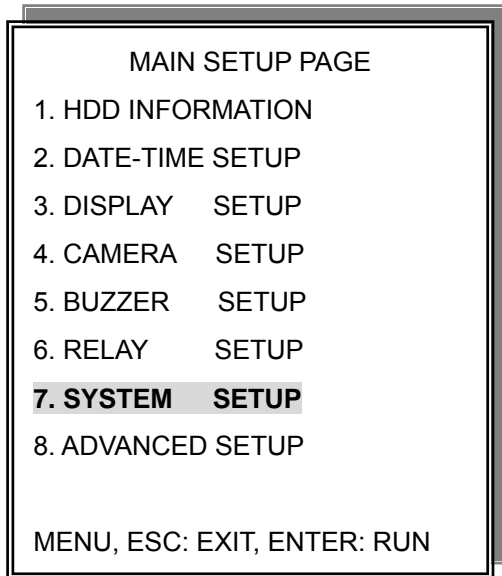 MAIN SETUP PAGE
1. HDD INFORMATION
2. DATE-TIME SETUP
3. DISPLAY SETUP
4. CAMERA SETUP
5. BUZZER SETUP
6. RELAY SETUP
7. SYSTEM SETUP
8. ADVANCED SETUP
MENU, ESC: EXIT, ENTER: RUN